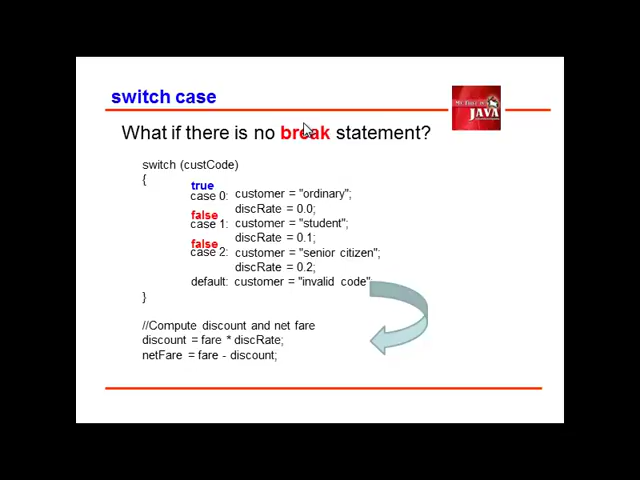 switch case
JAVA
What if there is no break statement?
switch (custCode)
{
true
case 0: customer = "ordinary";
discRate = 0.0;
false
case 1: customer = "student";
discRate = 0.1;
false
case 2: customer = "senior citizen";
discRate = 0.2;
default: customer = "invalid code"
}
//Compute discount and net fare
discount = fare * discRate;
netFare = fare - discount;